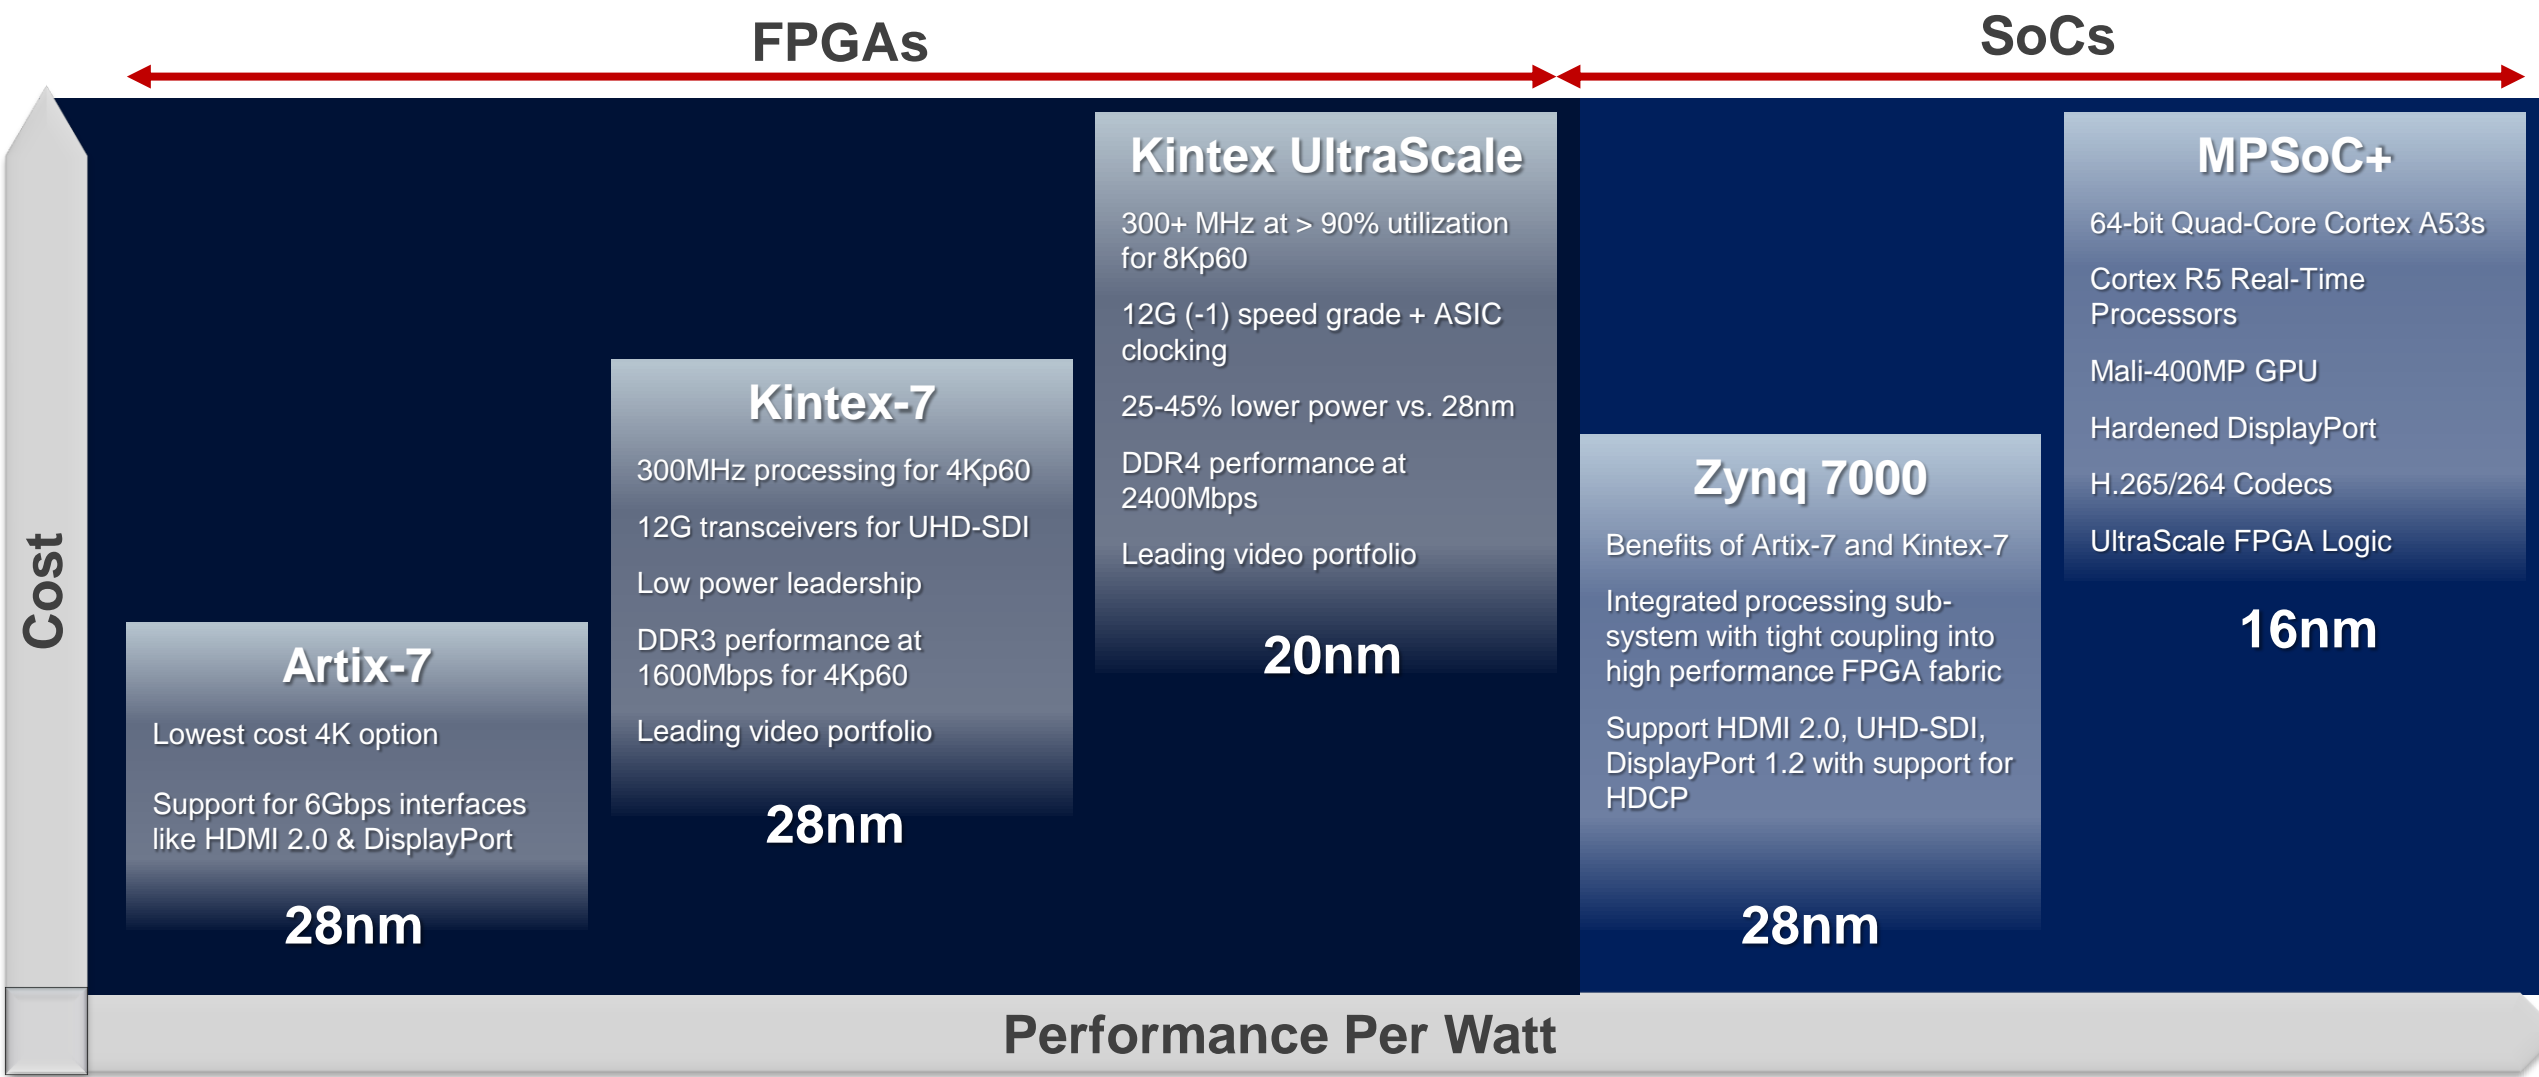 FPGAs
SoCs
Cost
Artix-7
Lowest cost 4K option
Support for 6Gbps interfaces
like HDMI 2.0 & DisplayPort
28nm
Kintex-7
300MHz processing for 4Kp60
12G transceivers for UHD-SDI
Low power leadership
DDR3 performance at
1600Mbps for 4Kp60
Leading video portfolio
28nm
Kintex UltraScale
300+ MHz at > 90% utilization
for 8Kp60
12G (-1) speed grade + ASIC
clocking
25-45% lower power vs. 28nm
DDR4 performance at
2400Mbps
Leading video portfolio
20nm
Zynq 7000
Benefits of Artix-7 and Kintex-7
Integrated processing sub-
system with tight coupling into
high performance FPGA fabric
Support HDMI 2.0, UHD-SDI,
DisplayPort 1.2 with support for
HDCP
28nm
MPSoC+
64-bit Quad-Core Cortex A53s
Cortex R5 Real-Time
Processors
Mali-400MP GPU
Hardened DisplayPort
H.265/264 Codecs
UltraScale FPGA Logic
16nm
Performance Per Watt